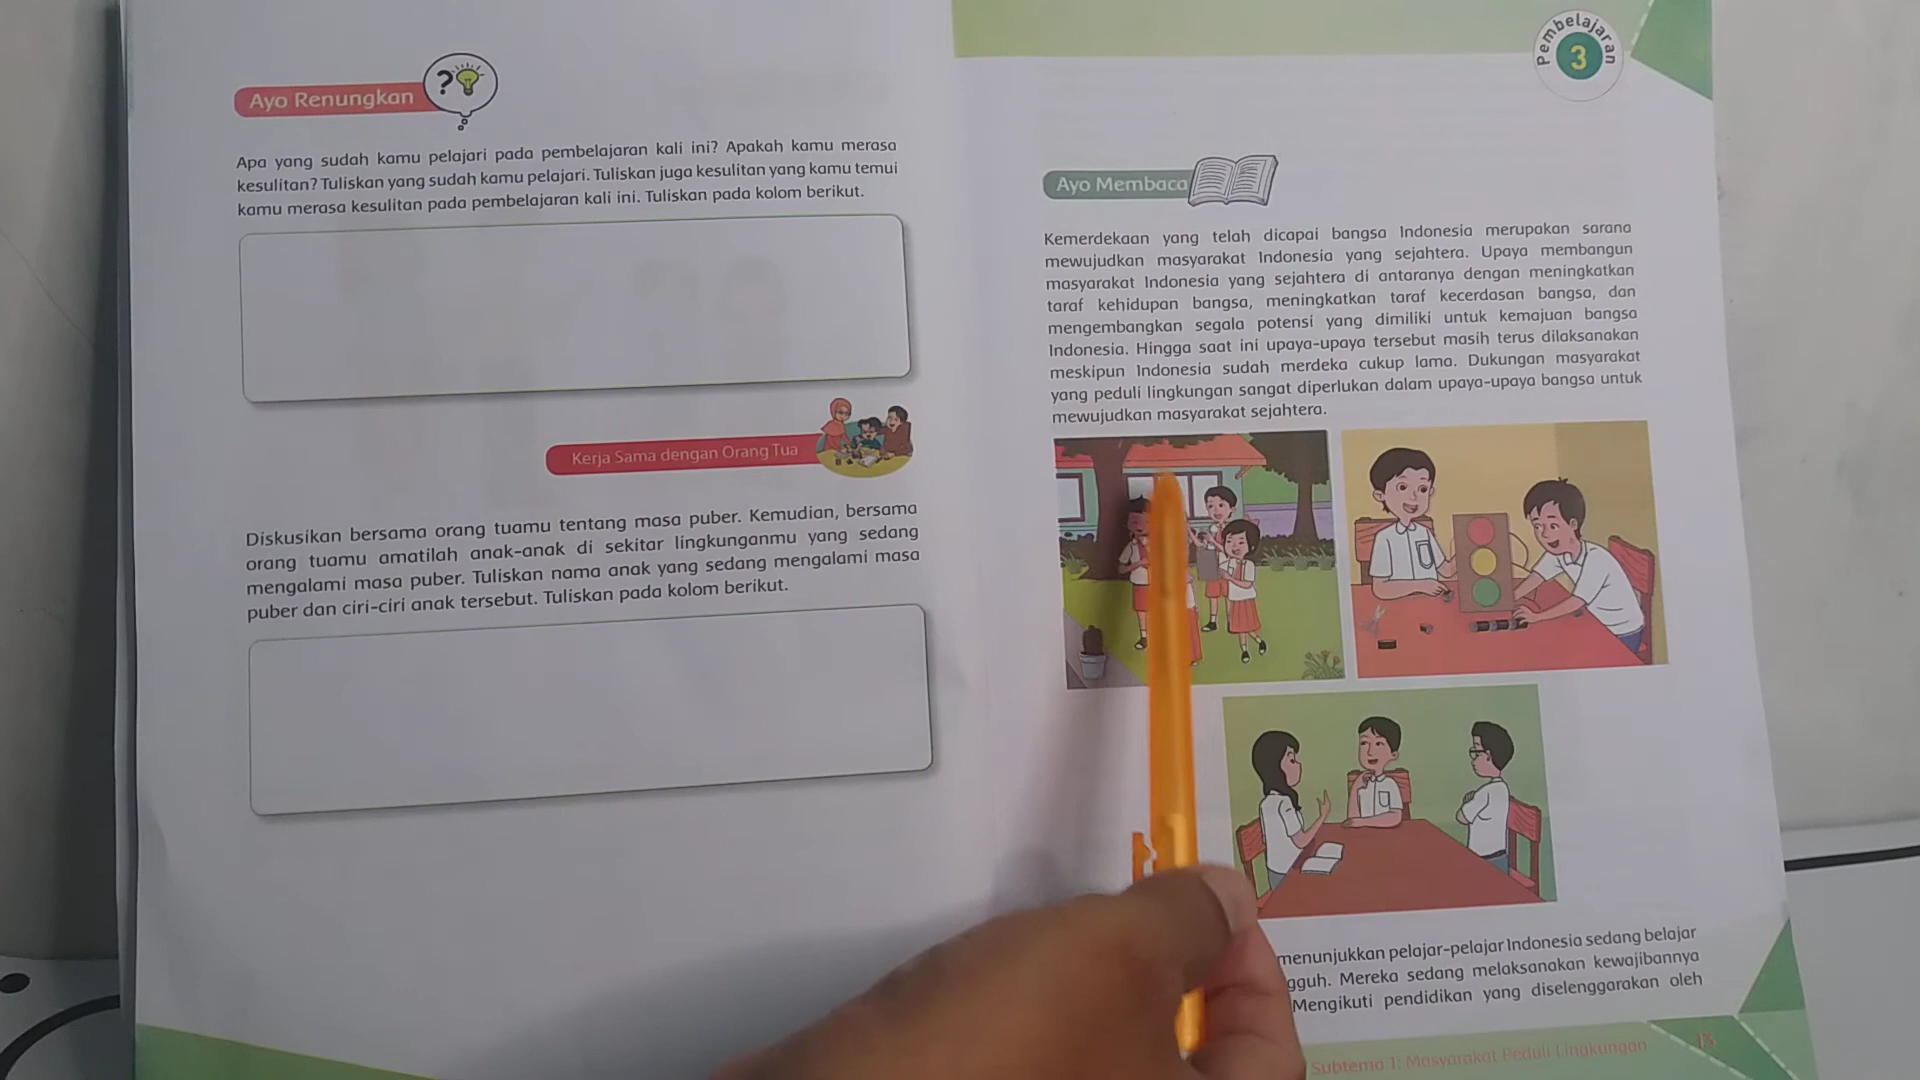 Ayo Renungkan
?
Apa yang sudah kamu pelajari pada pembelajaran kali ini? Apakah kamu merasa
kesulitan? Tuliskan yang sudah kamu pelajari. Tuliskan juga kesulitan yang kamu temui
kamu merasa kesulitan pada pembelajaran kali ini. Tuliskan pada kolom berikut.
Kerja Sama dengan Orang Tua
Diskusikan bersama orang tuamu tentang masa puber. Kemudian, bersama
orang tuamu amatilah anak-anak di sekitar lingkunganmu yang sedang
mengalami masa puber. Tuliskan nama anak yang sedang mengalami masa
puber dan ciri-ciri anak tersebut. Tuliskan pada kolom berikut.
Pembelajaran
3
Ayo Membaca
Kemerdekaan yang telah dicapai bangsa Indonesia merupakan sarana
mewujudkan masyarakat Indonesia yang sejahtera. Upaya membangun
masyarakat Indonesia yang sejahtera di antaranya dengan meningkatkan
taraf kehidupan bangsa, meningkatkan taraf kecerdasan bangsa, dan
mengembangkan segala potensi yang dimiliki untuk kemajuan bangsa
Indonesia. Hingga saat ini upaya-upaya tersebut masih terus dilaksanakan
meskipun Indonesia sudah merdeka cukup lama. Dukungan masyarakat
yang peduli lingkungan sangat diperlukan dalam upaya-upaya bangsa untuk
mewujudkan masyarakat sejahtera.
menunjukkan pelajar-pelajar Indonesia sedang belajar
gguh. Mereka sedang melaksanakan kewajibannya
Mengikuti pendidikan yang diselenggarakan oleh
Subtema 1: Masyarakat Peduli Lingkungan
13